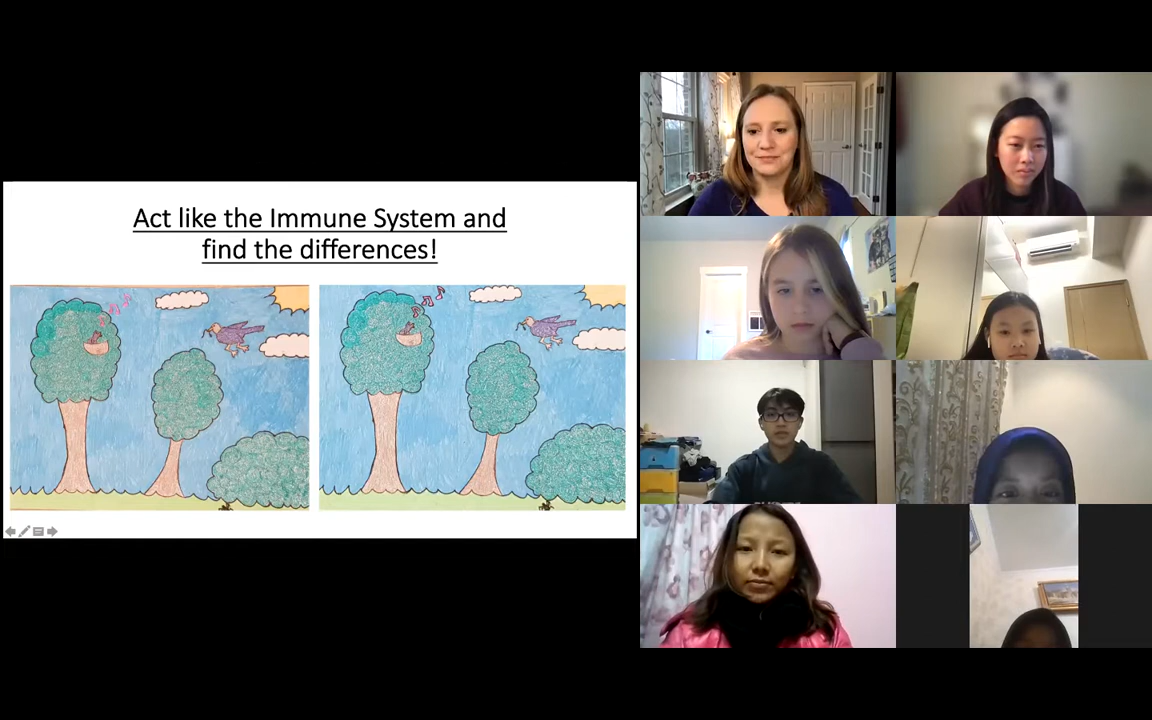 Act like the Immune System and
find the differences!